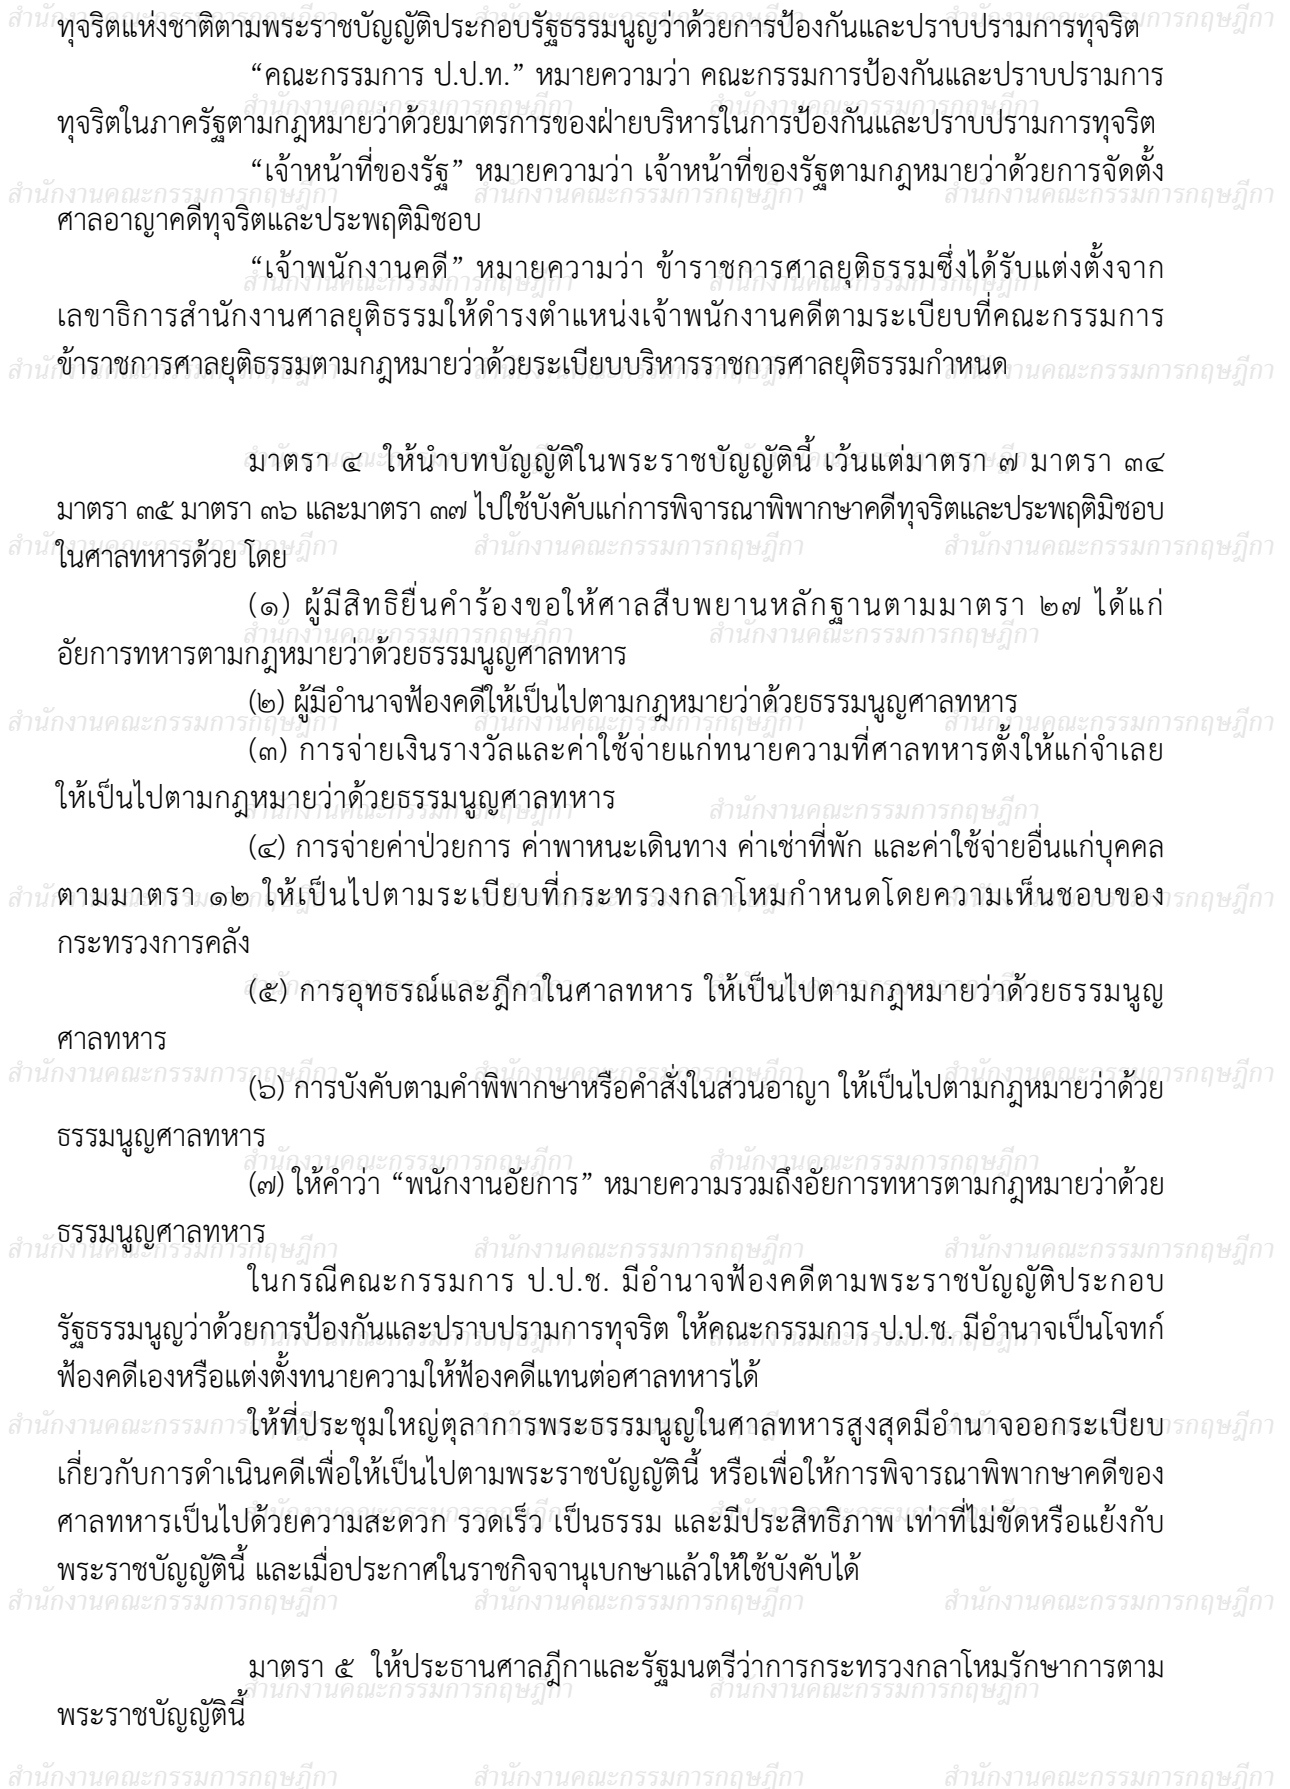 ทุจริตแห่งชาติตามพระราชบัญญัติประกอบรัฐธรรมนูญว่าด้วยการป้องกันและปราบปรามการทุจริต
“คณะกรรมการ ป.ป.ท.” หมายความว่า คณะกรรมการป้องกันและปราบปรามการ
ทุจริตในภาครัฐตามกฎหมายว่าด้วยมาตรการของฝ่ายบริหารในการป้องกันและปราบปรามการทุจริต
“เจ้าหน้าที่ของรัฐ” หมายความว่า เจ้าหน้าที่ของรัฐตามกฎหมายว่าด้วยการจัดตั้ง
ศาลอาญาคดีทุจริตและประพฤติมิชอบ
“เจ้าพนักงานคดี” หมายความว่า ข้าราชการศาลยุติธรรมซึ่งได้รับแต่งตั้งจาก
เลขาธิการสำนักงานศาลยุติธรรมให้ดำรงตำแหน่งเจ้าพนักงานคดีตามระเบียบที่คณะกรรมการ
ข้าราชการศาลยุติธรรมตามกฎหมายว่าด้วยระเบียบบริหารราชการศาลยุติธรรมกำหนด
มาตรา ๔ ให้นำบทบัญญัติในพระราชบัญญัตินี้ เว้นแต่มาตรา ๗ มาตรา ๓๔
มาตรา ๓๕ มาตรา ๓๖ และมาตรา ๓๗ ไปใช้บังคับแก่การพิจารณาพิพากษาคดีทุจริตและประพฤติมิชอบ
ในศาลทหารด้วย โดย
(๑) ผู้มีสิทธิยื่นคำร้องขอให้ศาลสืบพยานหลักฐานตามมาตรา ๒๗ ได้แก่
อัยการทหารตามกฎหมายว่าด้วยธรรมนูญศาลทหาร
(๒) ผู้มีอำนาจฟ้องคดีให้เป็นไปตามกฎหมายว่าด้วยธรรมนูญศาลทหาร
(๓) การจ่ายเงินรางวัลและค่าใช้จ่ายแก่ทนายความที่ศาลทหารตั้งให้แก่จำเลย
ให้เป็นไปตามกฎหมายว่าด้วยธรรมนูญศาลทหาร
(๔) การจ่ายค่าป่วยการ ค่าพาหนะเดินทาง ค่าเช่าที่พัก และค่าใช้จ่ายอื่นแก่บุคคล
ตามมาตรา ๑๒ ให้เป็นไปตามระเบียบที่กระทรวงกลาโหมกำหนดโดยความเห็นชอบของ
กระทรวงการคลัง
(๕) การอุทธรณ์และฎีกาในศาลทหาร ให้เป็นไปตามกฎหมายว่าด้วยธรรมนูญ
ศาลทหาร
(๖) การบังคับตามคำพิพากษาหรือคำสั่งในส่วนอาญา ให้เป็นไปตามกฎหมายว่าด้วย
ธรรมนูญศาลทหาร
(๗) ให้คำว่า “พนักงานอัยการ” หมายความรวมถึงอัยการทหารตามกฎหมายว่าด้วย
ธรรมนูญศาลทหาร
ในกรณีคณะกรรมการ ป.ป.ช. มีอำนาจฟ้องคดีตามพระราชบัญญัติประกอบ
รัฐธรรมนูญว่าด้วยการป้องกันและปราบปรามการทุจริต ให้คณะกรรมการ ป.ป.ช. มีอำนาจเป็นโจทก์
ฟ้องคดีเองหรือแต่งตั้งทนายความให้ฟ้องคดีแทนต่อศาลทหารได้
ให้ที่ประชุมใหญ่ตุลาการพระธรรมนูญในศาลทหารสูงสุดมีอำนาจออกระเบียบ
เกี่ยวกับการดำเนินคดีเพื่อให้เป็นไปตามพระราชบัญญัตินี้ หรือเพื่อให้การพิจารณาพิพากษาคดีของ
ศาลทหารเป็นไปด้วยความสะดวก รวดเร็ว เป็นธรรม และมีประสิทธิภาพ เท่าที่ไม่ขัดหรือแย้งกับ
พระราชบัญญัตินี้ และเมื่อประกาศในราชกิจจานุเบกษาแล้วให้ใช้บังคับได้
มาตรา ๕ ให้ประธานศาลฎีกาและรัฐมนตรีว่าการกระทรวงกลาโหมรักษาการตาม
พระราชบัญญัตินี้
สำนักงานคณะกรรมการกฤษฎีกา สำนักงานคณะกรรมการกฤษฎีกา สำนักงานคณะกรรมการกฤษฎีกา